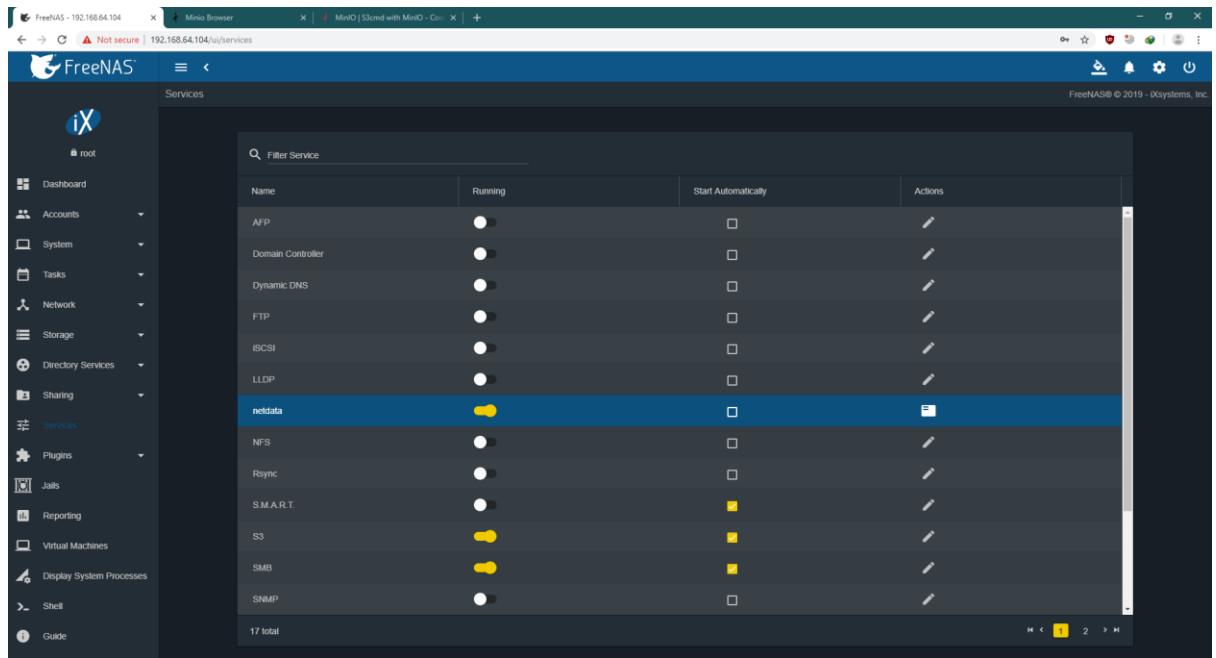 FreeNAS - 192.168.64.104 x Minio Browser x MinIO | S3cmd with MinIO - Coo x +
Not secure | 192.168.64.104/ui/services
FreeNAS
Services FreeNAS® © 2019 - iXsystems, Inc.
iX
root
Filter Service
Name Running Start Automatically Actions
Dashboard
Accounts
System
Tasks
Network
Storage
Directory Services
Sharing
Services
Plugins
Jails
Reporting
Virtual Machines
Display System Processes
Shell
Guide
AFP
Domain Controller
Dynamic DNS
FTP
iSCSI
LLDP
netdata
NFS
Rsync
S.M.A.R.T.
S3
SMB
SNMP
17 total 1 2